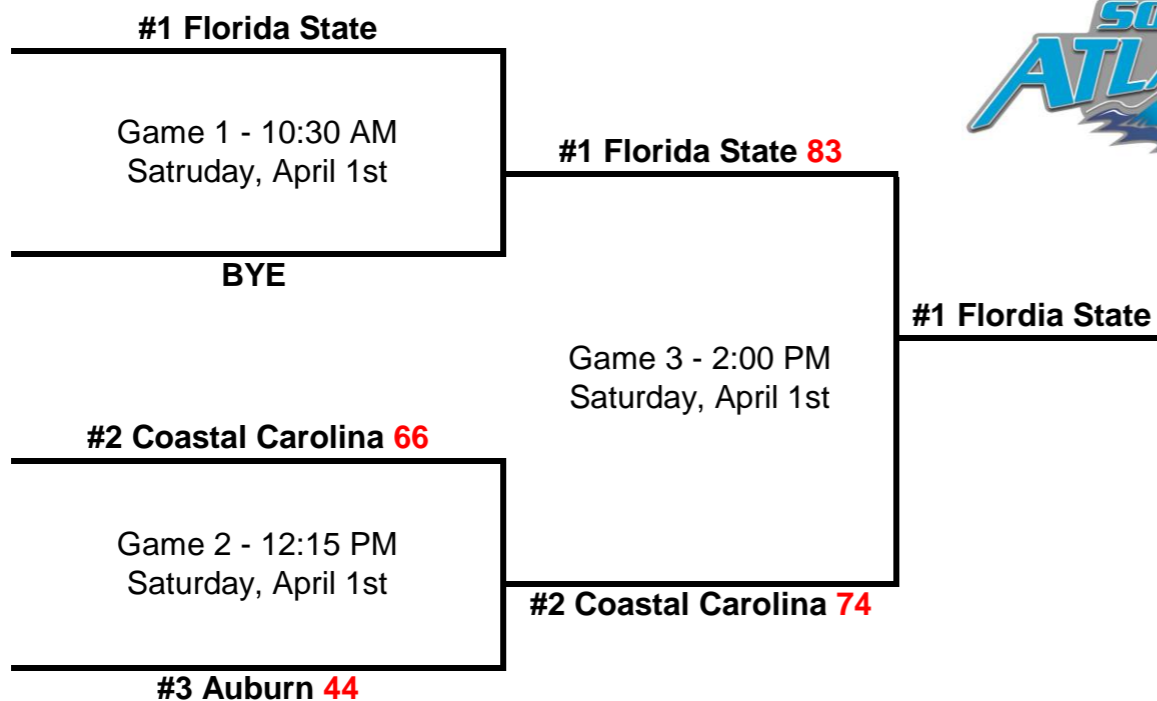 #1 Florida State
Game 1 - 10:30 AM
Satruday, April 1st
#1 Florida State 83
BYE
#1 Flordia State
Game 3 - 2:00 PM
Saturday, April 1st
#2 Coastal Carolina 66
Game 2 - 12:15 PM
Saturday, April 1st
#2 Coastal Carolina 74
#3 Auburn 44